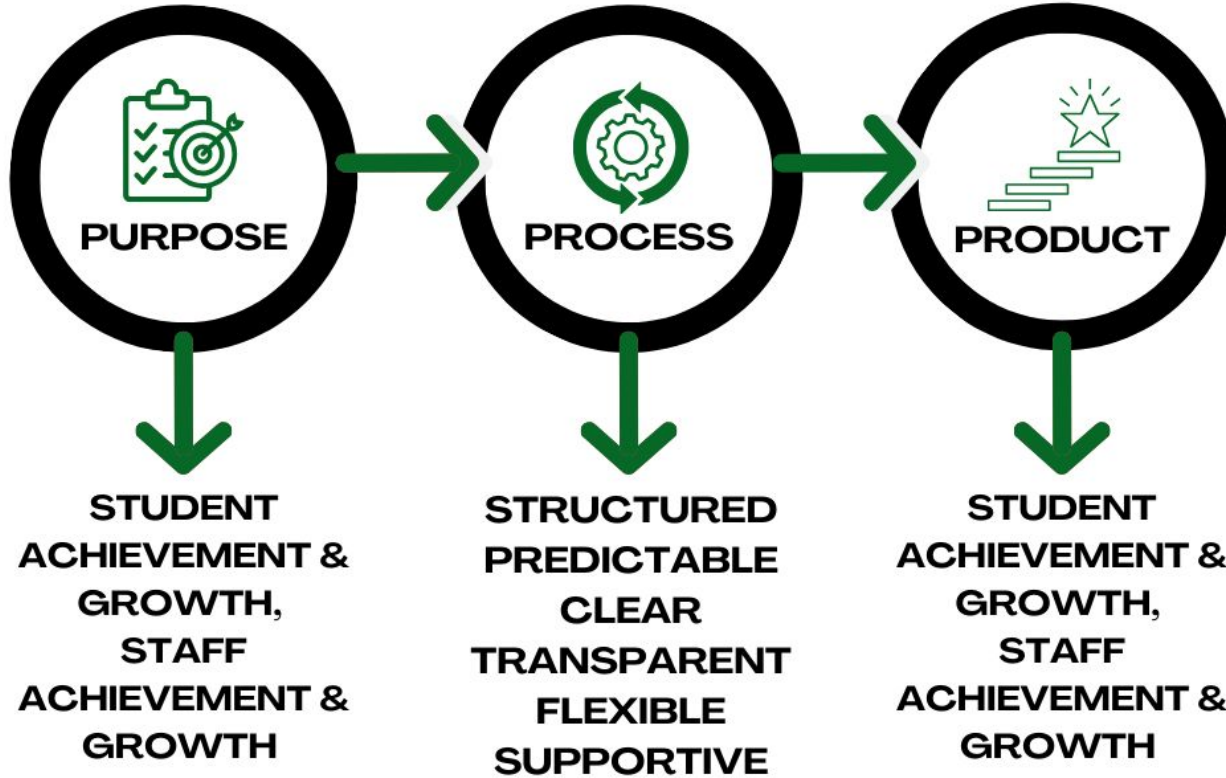 PURPOSE
STUDENT
ACHIEVEMENT &
GROWTH,
STAFF
ACHIEVEMENT &
GROWTH
PROCESS
STRUCTURED
PREDICTABLE
CLEAR
TRANSPARENT
FLEXIBLE
SUPPORTIVE
PRODUCT
STUDENT
ACHIEVEMENT &
GROWTH,
STAFF
ACHIEVEMENT &
GROWTH